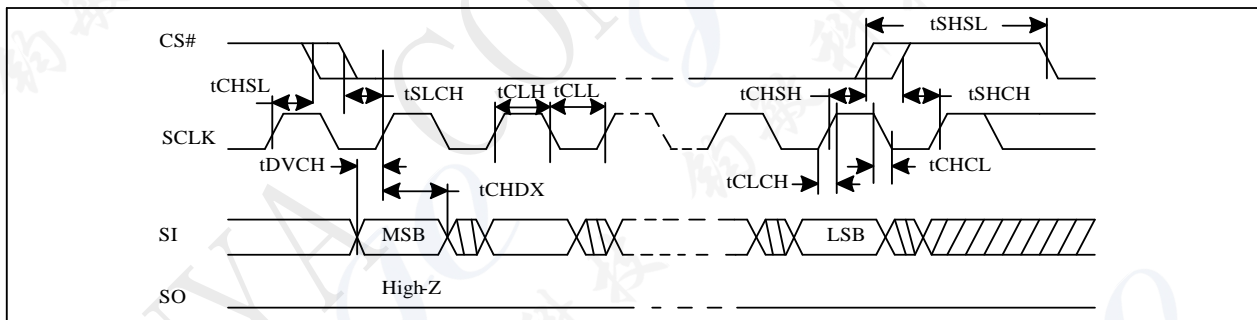 tSHSL
CS#
tCHSL
tSLCH
tCLH
tCLL
tCHSH
tSHCH
SCLK
tDVCH
tCHDX
tCLCH
tCHCL
SI
MSB
LSB
High-Z
SO